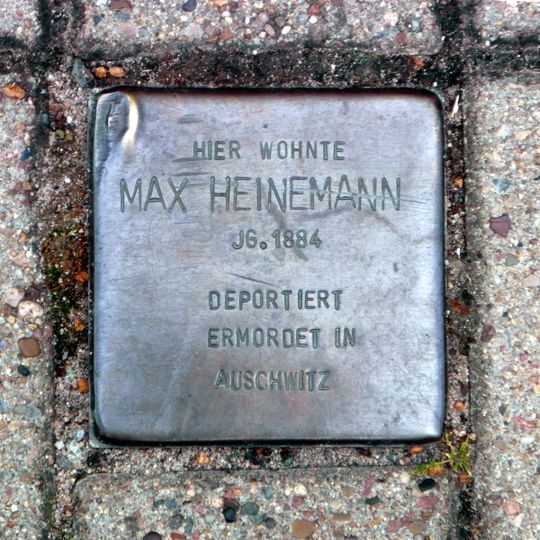 HIER WOHNTE
MAX HEINEMANN
JG. 1884
DEPORTIERT
ERMORDET IN
AUSCHWITZ